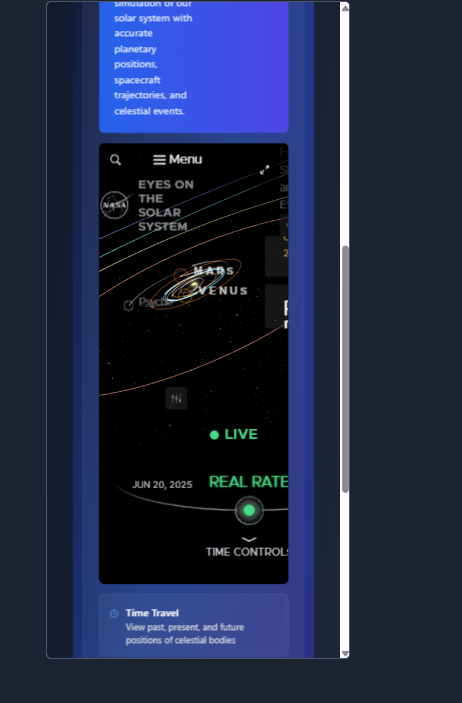 simulation of our
solar system with
accurate
planetary
positions,
spacecraft
trajectories, and
celestial events.
Menu
NASA
EYES ON
THE
SOLAR
SYSTEM
MARS
VENUS
Psyche
LIVE
JUN 20, 2025
REAL RATE
TIME CONTROLS
Time Travel
View past, present, and future
positions of celestial bodies